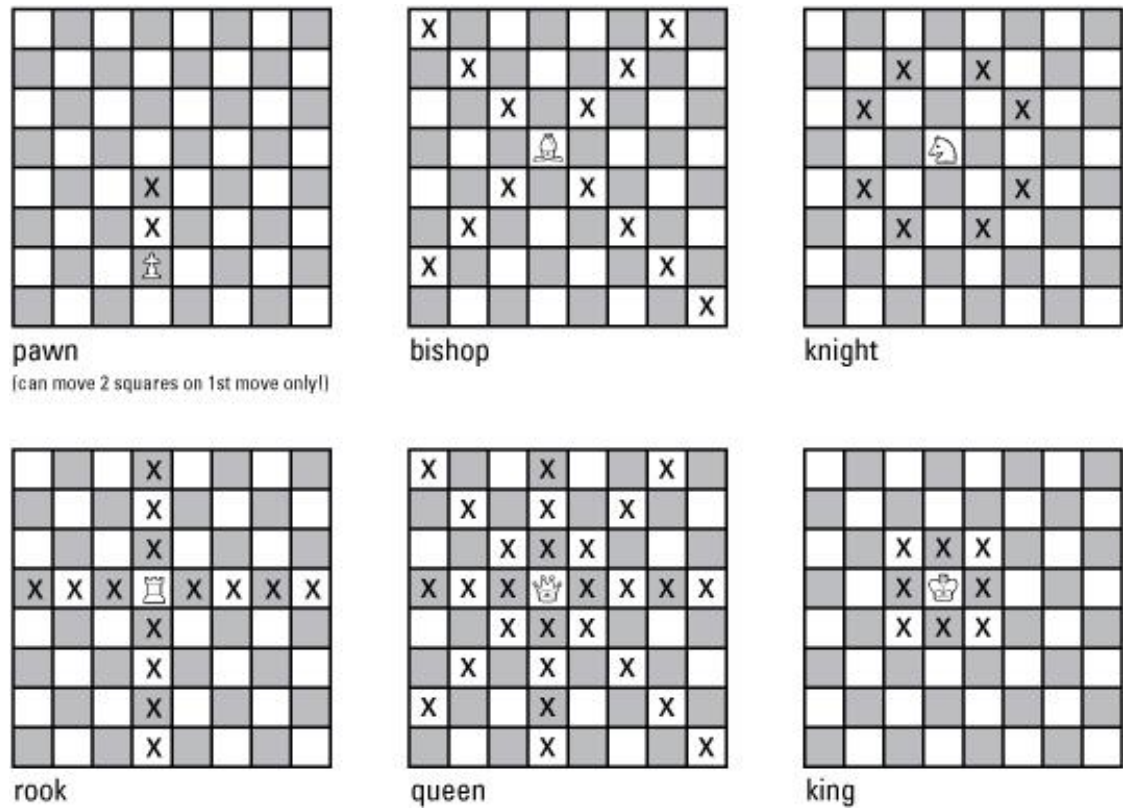 pawn
(can move 2 squares on 1st move only!)
bishop
knight
rook
queen
king